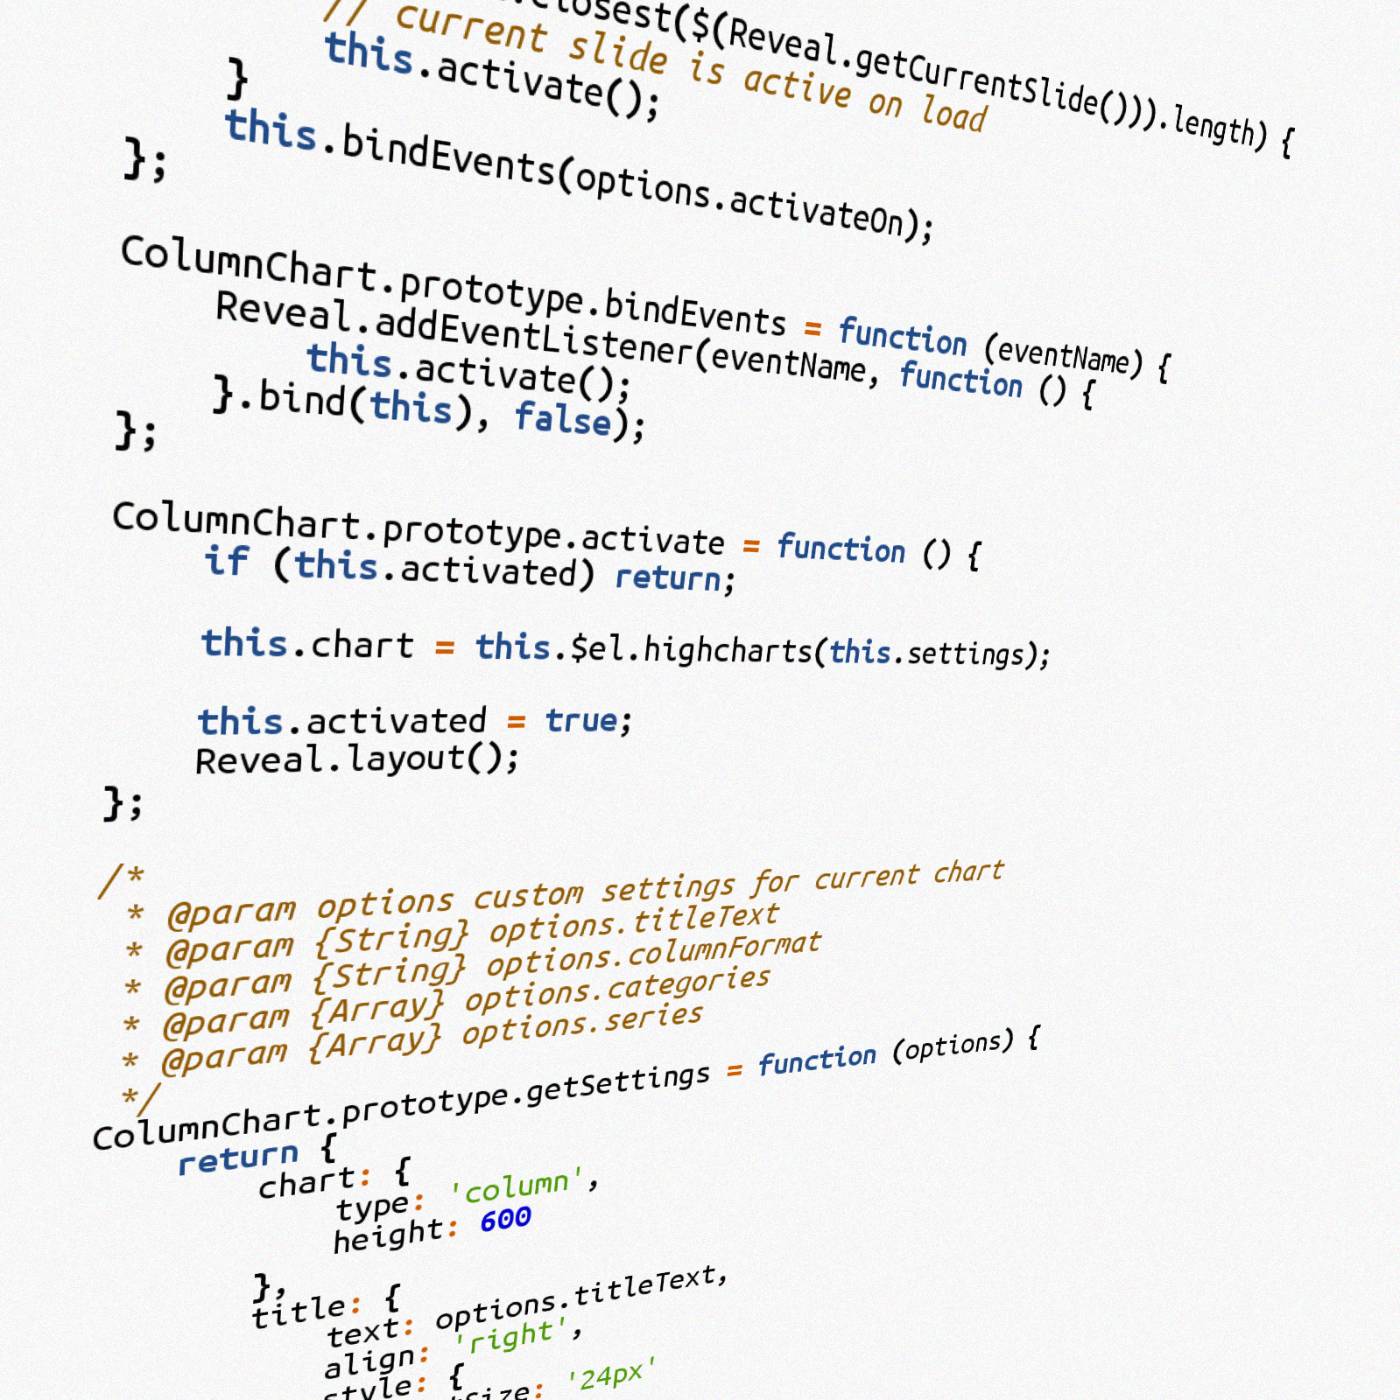 .closest($(Reveal.getCurrentSlide())).length) {
// current slide is active on load
this.activate();
}
this.bindEvents(options.activateOn);
};
ColumnChart.prototype.bindEvents = function (eventName) {
Reveal.addEventListener(eventName, function () {
this.activate();
}.bind(this), false);
};
ColumnChart.prototype.activate = function () {
if (this.activated) return;
this.chart = this.$el.highcharts(this.settings);
this.activated = true;
Reveal.layout();
};
/*
* @param options custom settings for current chart
* @param {String} options.titleText
* @param {String} options.columnFormat
* @param {Array} options.categories
* @param {Array} options.series
*/
ColumnChart.prototype.getSettings = function (options) {
return {
chart: {
type: 'column',
height: 600
},
title: {
text: options.titleText,
align: 'right',
style: {
Size: '24px'